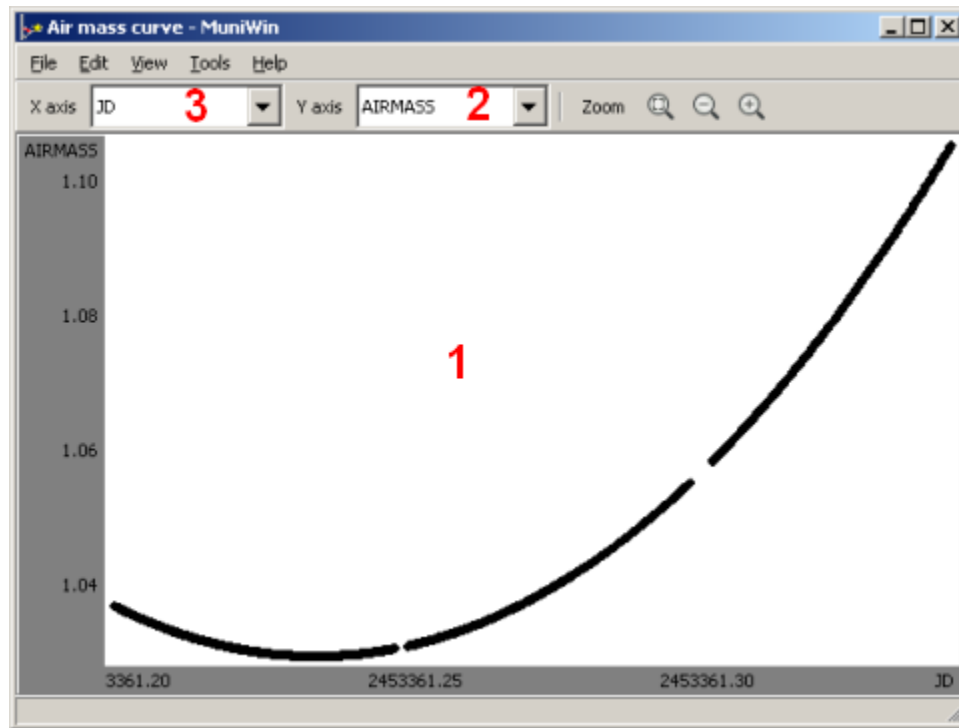 Air mass curve - MuniWin
File Edit View Tools Help
X axis JD 3 Y axis AIRMASS 2 Zoom
AIRMASS
1.10
1.08
1
1.06
1.04
3361.20 2453361.25 2453361.30 JD